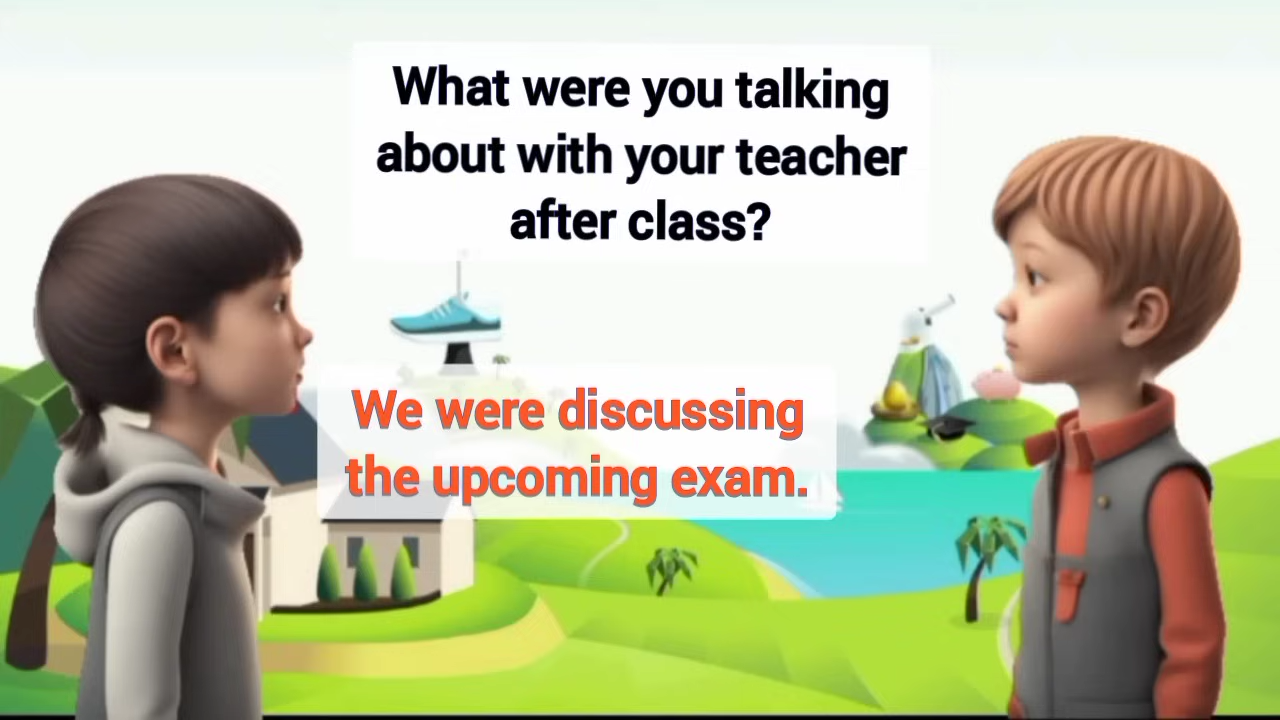 What were you talking
about with your teacher
after class?
We were discussing
the upcoming exam.